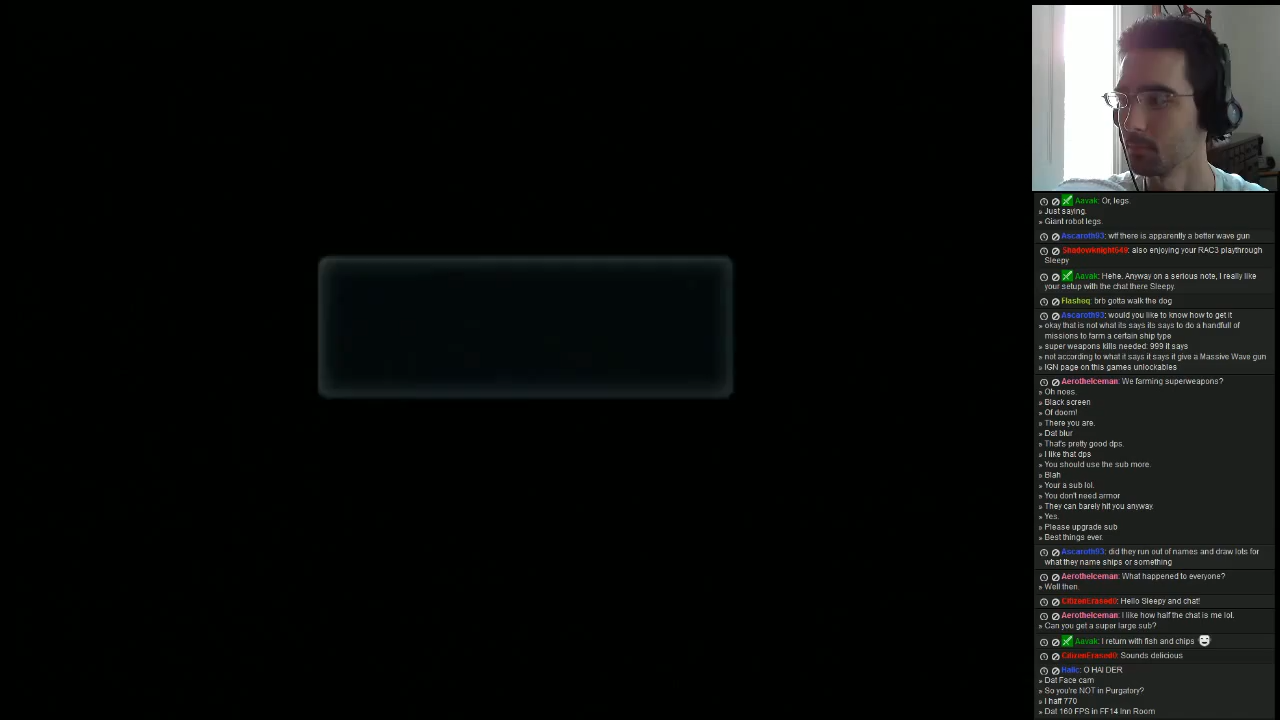 Aavak: Or, legs.
» Just saying.
» Giant robot legs.
Ascaroth93: wtf there is apparently a better wave gun
Shadowknight649: also enjoying your RAC3 playthrough
Sleepy
Aavak: Hehe. Anyway on a serious note, I really like
your setup with the chat there Sleepy.
Flasheq: brb gotta walk the dog
Ascaroth93: would you like to know how to get it
» okay that is not what its says its says to do a handfull of
missions to farm a certain ship type
» super weapons kills needed: 999 it says
» not according to what it says it says it give a Massive Wave gun
» IGN page on this games unlockables
AerotheIceman: We farming superweapons?
» Oh noes.
» Black screen
» Of doom!
» There you are.
» Dat blur
» That's pretty good dps.
» I like that dps
» You should use the sub more.
» Blah
» Your a sub lol.
» You don't need armor
» They can barely hit you anyway.
» Yes.
» Please upgrade sub
» Best things ever.
Ascaroth93: did they run out of names and draw lots for
what they name ships or something
AerotheIceman: What happened to everyone?
» Well then.
CitizenErased0: Hello Sleepy and chat!
AerotheIceman: I like how half the chat is me lol.
» Can you get a super large sub?
Aavak: I return with fish and chips
CitizenErased0: Sounds delicious
Halic: O HAI DER
» Dat Face cam
» So you're NOT in Purgatory?
» I haff 770
» Dat 160 FPS in FF14 Inn Room